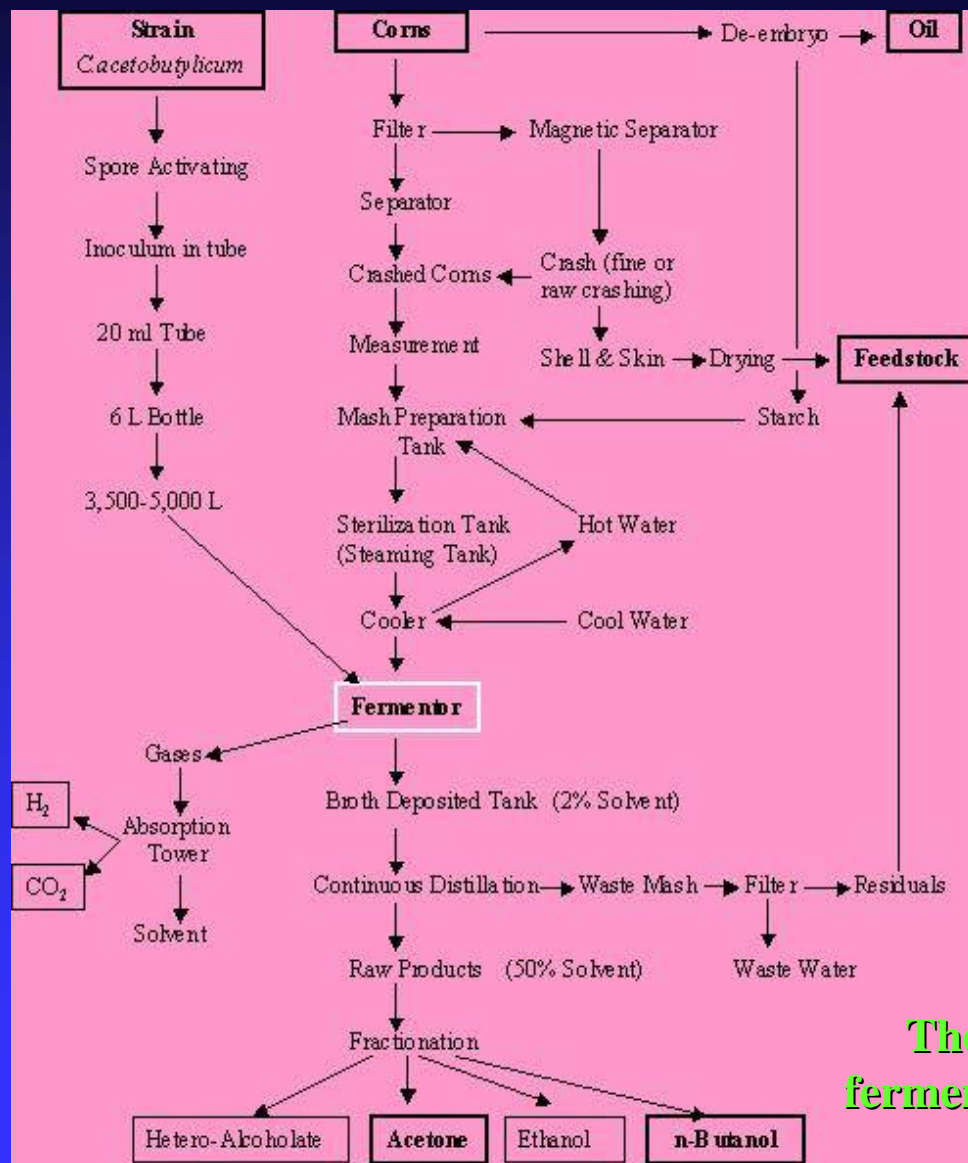 Strain
C.acetobutylicum
Corns
De-embryo
Oil
Filter
Magnetic Separator
Spore Activating
Separator
Inoculum in tube
Crashed Corns
Crash (fine or
raw crashing)
20 ml Tube
Measurement
Shell & Skin
Drying
Feedstock
6 L Bottle
Mash Preparation
Tank
Starch
3,500-5,000 L
Sterilization Tank
(Steaming Tank)
Hot Water
Cooler
Cool Water
Fermentor
Gases
H₂
Broth Deposited Tank (2% Solvent)
Absorption
Tower
CO₂
Continuous Distillation
Waste Mash
Filter
Residuals
Solvent
Raw Products (50% Solvent)
Waste Water
Fractionation
The
Hetero-Alcoholate
Acetone
Ethanol
n-Butanol